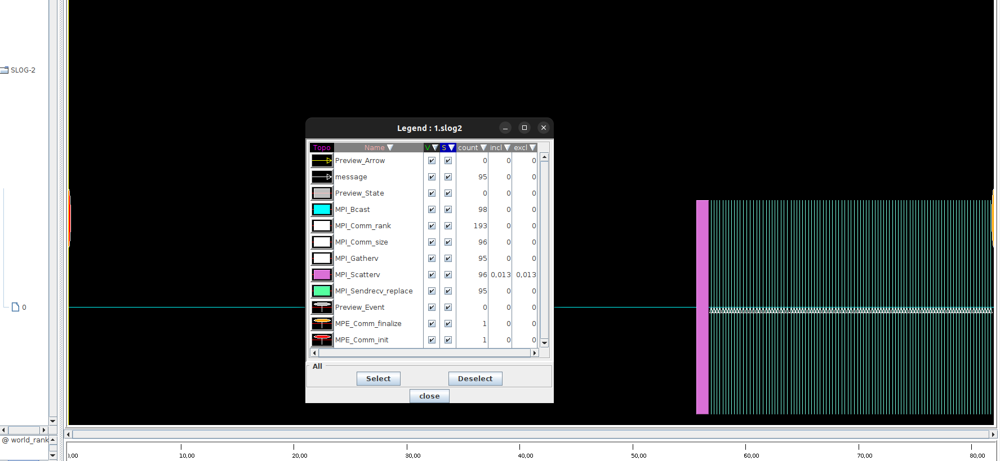 SLOG-2
0
@ world_rank
Legend : 1.slog2
Topo Name V S count incl excl
Preview_Arrow 0 0 0
message 95 0 0
Preview_State 0 0 0
MPI_Bcast 98 0 0
MPI_Comm_rank 193 0 0
MPI_Comm_size 96 0 0
MPI_Gatherv 95 0 0
MPI_Scatterv 96 0,013 0,013
MPI_Sendrecv_replace 95 0 0
Preview_Event 0 0 0
MPE_Comm_finalize 1 0 0
MPE_Comm_init 1 0 0
All
Select Deselect
close
,00 10,00 20,00 30,00 40,00 50,00 60,00 70,00 80,00